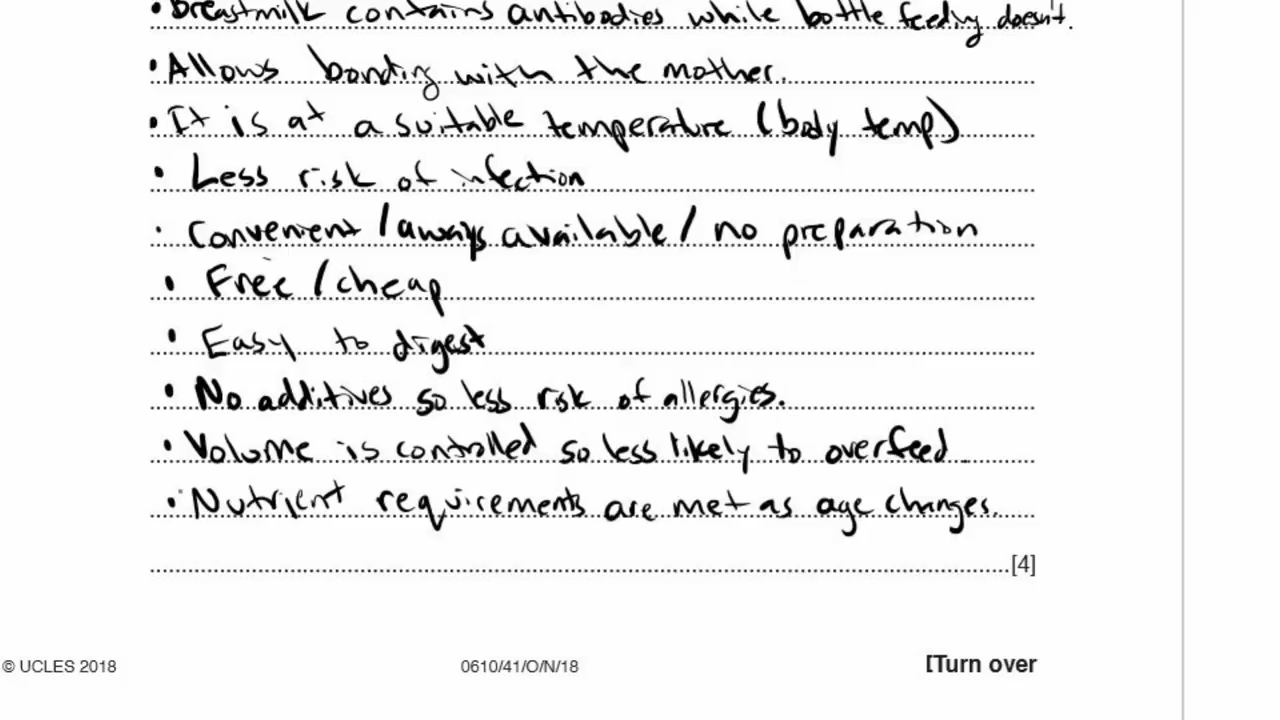 • Breastmilk contains antibodies while bottle feeding doesn't.
• Allows bonding with the mother.
• It is at a suitable temperature (body temp)
• Less risk of infection
• Convenient / always available / no preparation
• Free / cheap
• Easy to digest
• No additives so less risk of allergies.
• Volume is controlled so less likely to overfeed.
• Nutrient requirements are met as age changes.
[4]
© UCLES 2018 0610/41/O/N/18 [Turn over